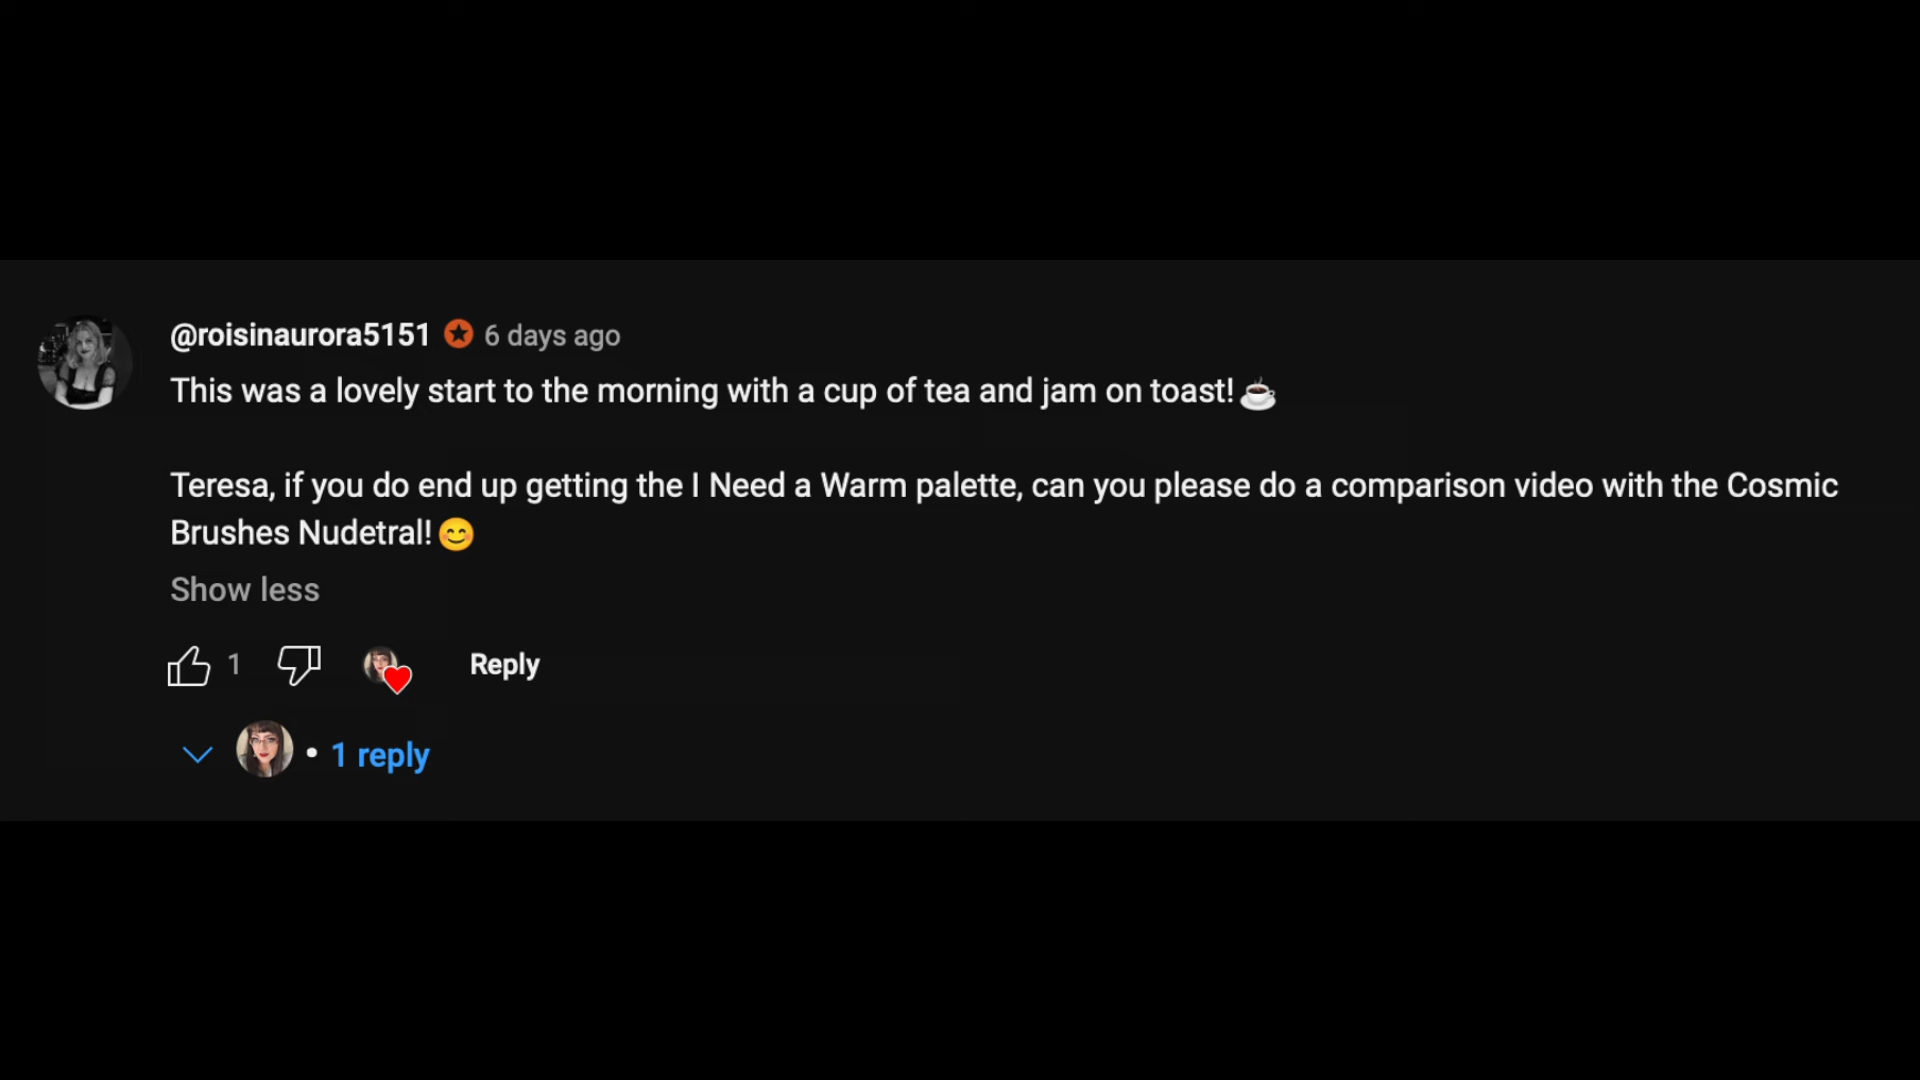 @roisinaurora5151 6 days ago
This was a lovely start to the morning with a cup of tea and jam on toast!☕
Teresa, if you do end up getting the I Need a Warm palette, can you please do a comparison video with the Cosmic
Brushes Nudetral!😊
Show less
1 Reply
• 1 reply